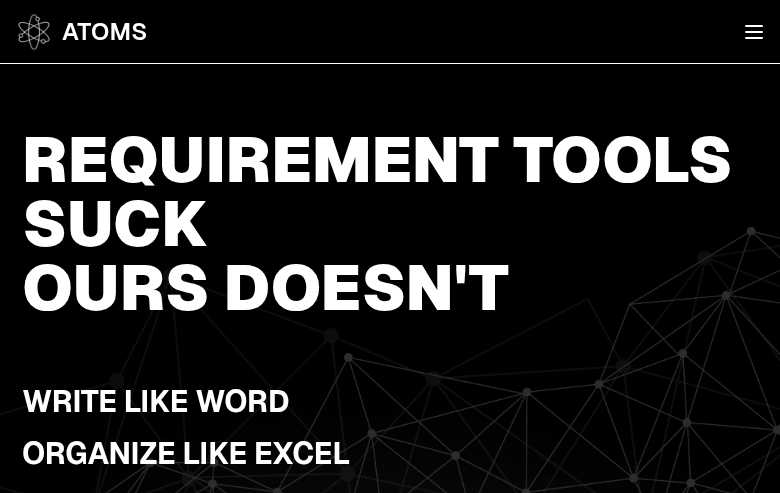 ATOMS
REQUIREMENT TOOLS
SUCK
OURS DOESN'T
WRITE LIKE WORD
ORGANIZE LIKE EXCEL